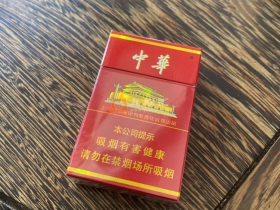 中華
本公司提示
吸烟有害健康
请勿在禁烟场所吸烟